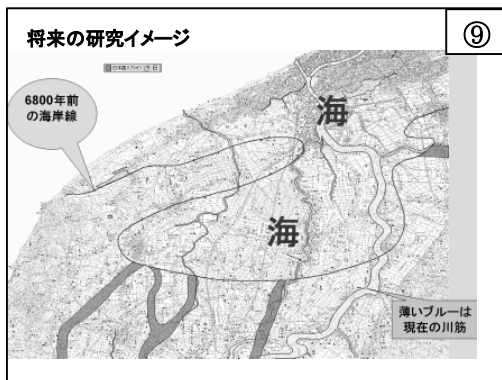 将来の研究イメージ
⑨
6800年前
の海岸線
海
海
薄いブルーは
現在の川筋